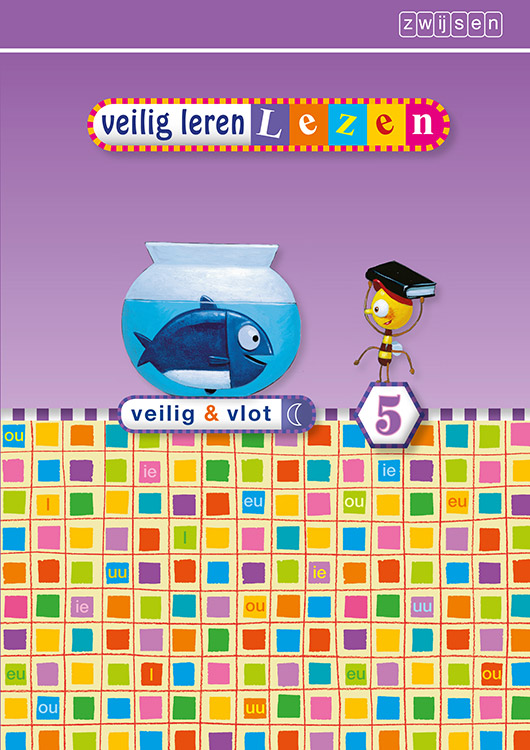 zwijsen
veilig leren Lezen
veilig & vlot
5
ou
ie ie
l eu ou eu
l
uu ie
ie ou uu
eu l eu ou
ou uu